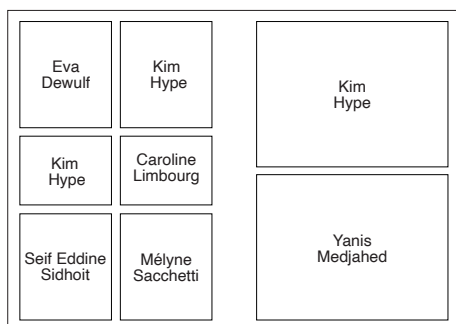 Eva
Dewulf
Kim
Hype
Kim
Hype
Caroline
Limbourg
Seif Eddine
Sidhoit
Mélyne
Sacchetti
Kim
Hype
Yanis
Medjahed